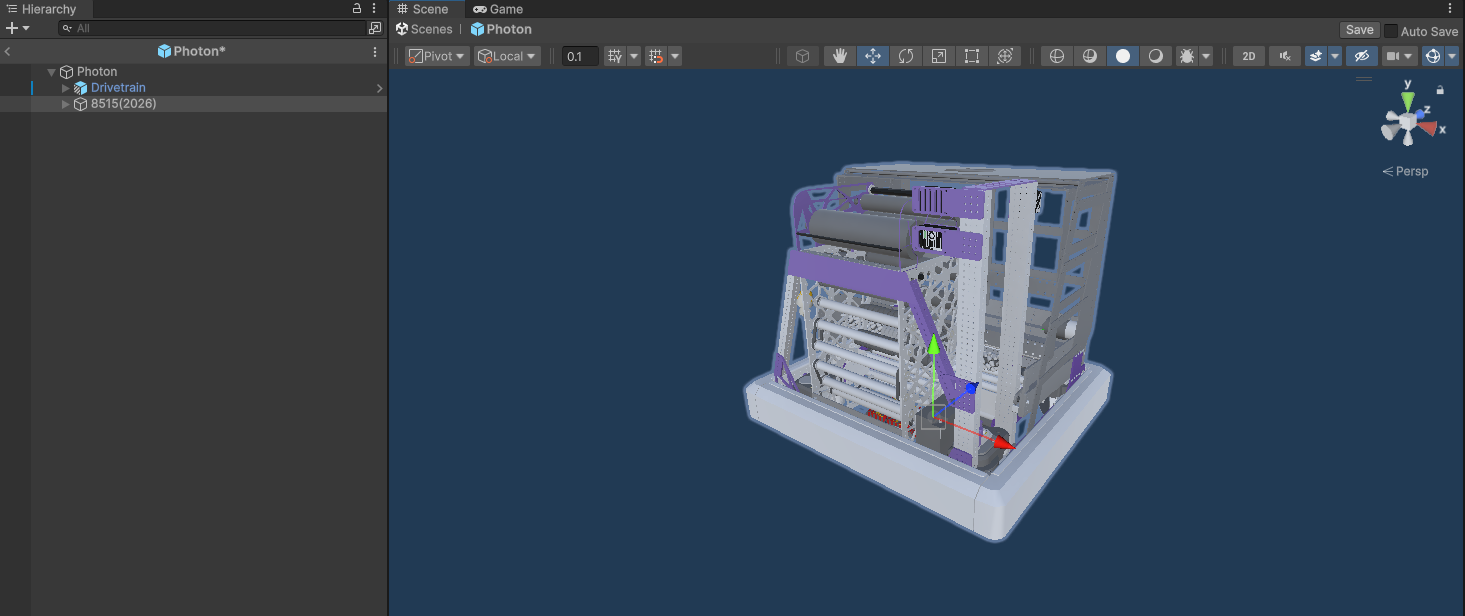 Hierarchy
Scene
Game
All
Scenes | Photon
Save
Auto Save
Photon*
Pivot
Local
0.1
2D
Photon
Drivetrain
8515(2026)
y
z
x
< Persp